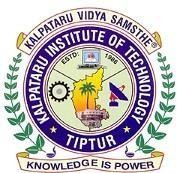 KALPATARU VIDYA SAMSTHE®
KALPATARU INSTITUTE OF TECHNOLOGY
ESTD: 1986
TIPTUR
KNOWLEDGE IS POWER